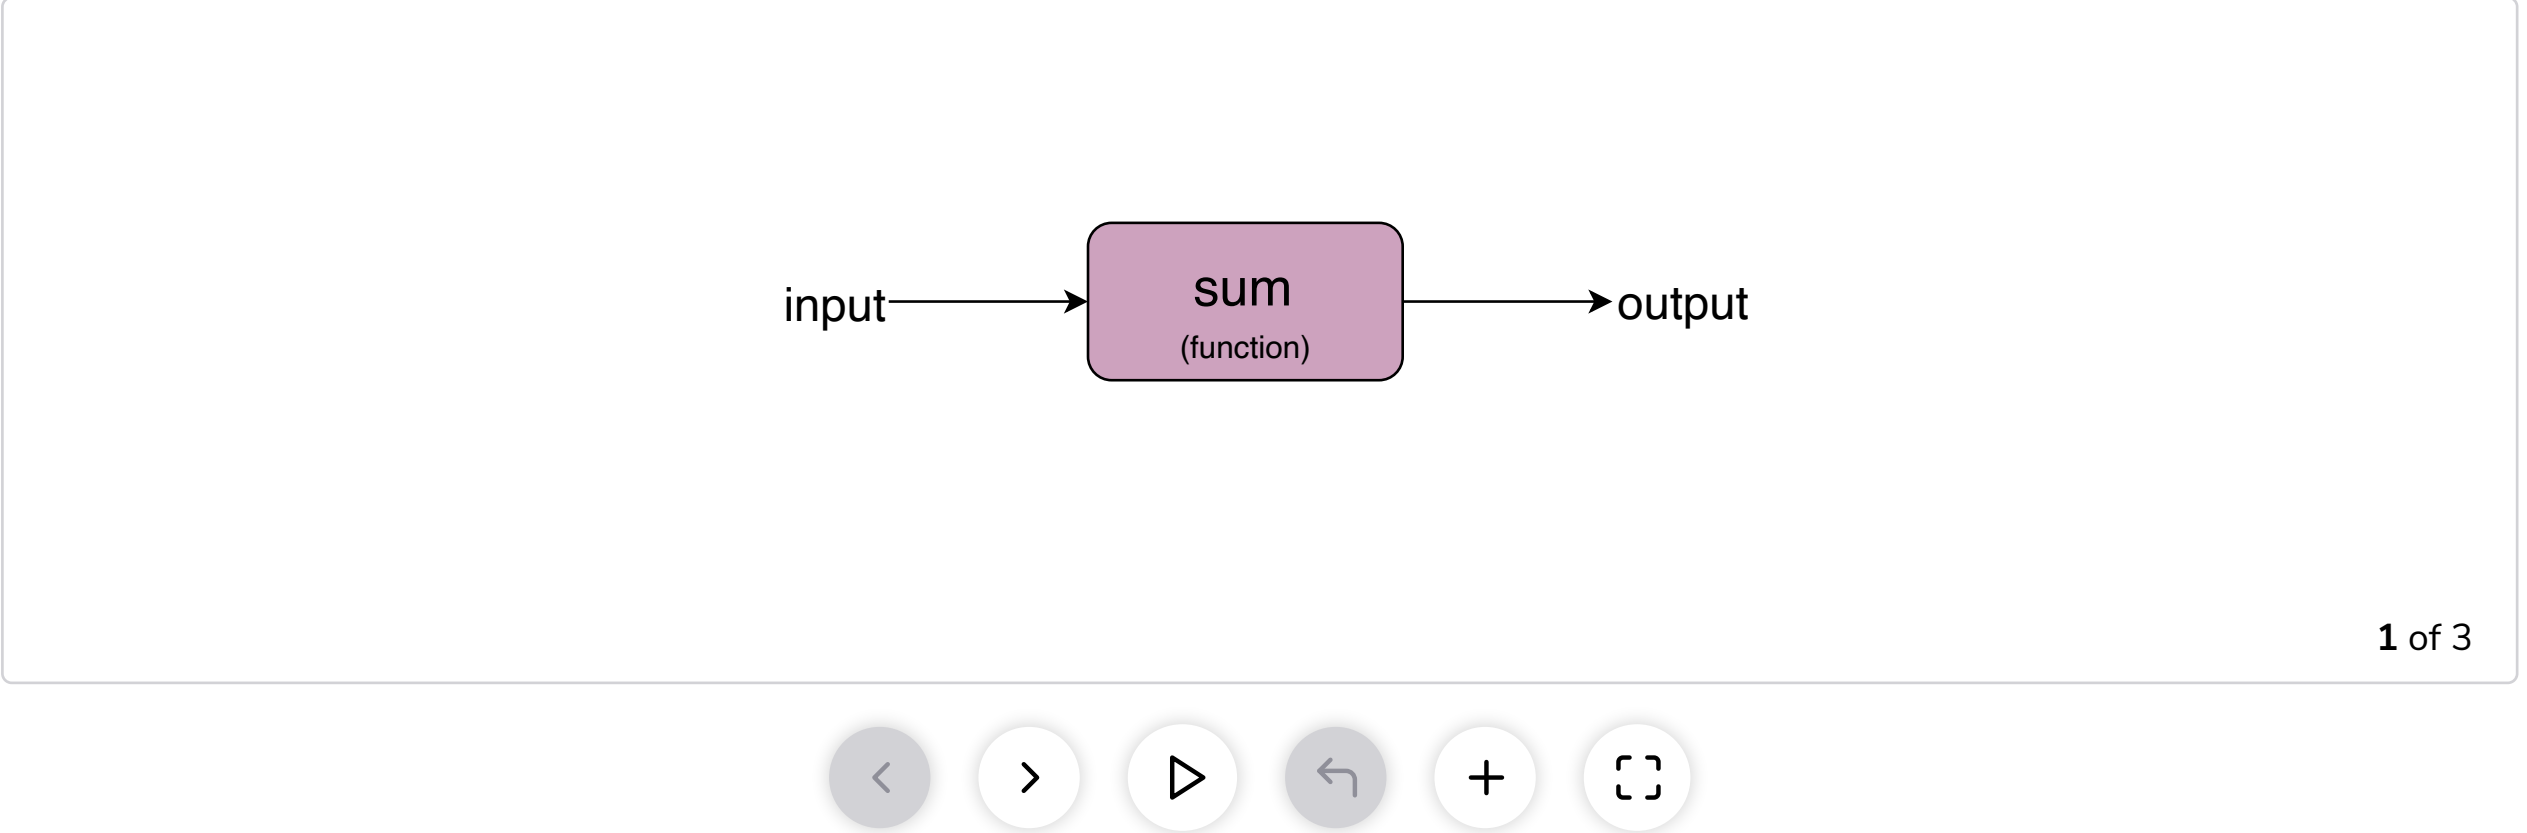 input
sum
(function)
output
1 of 3